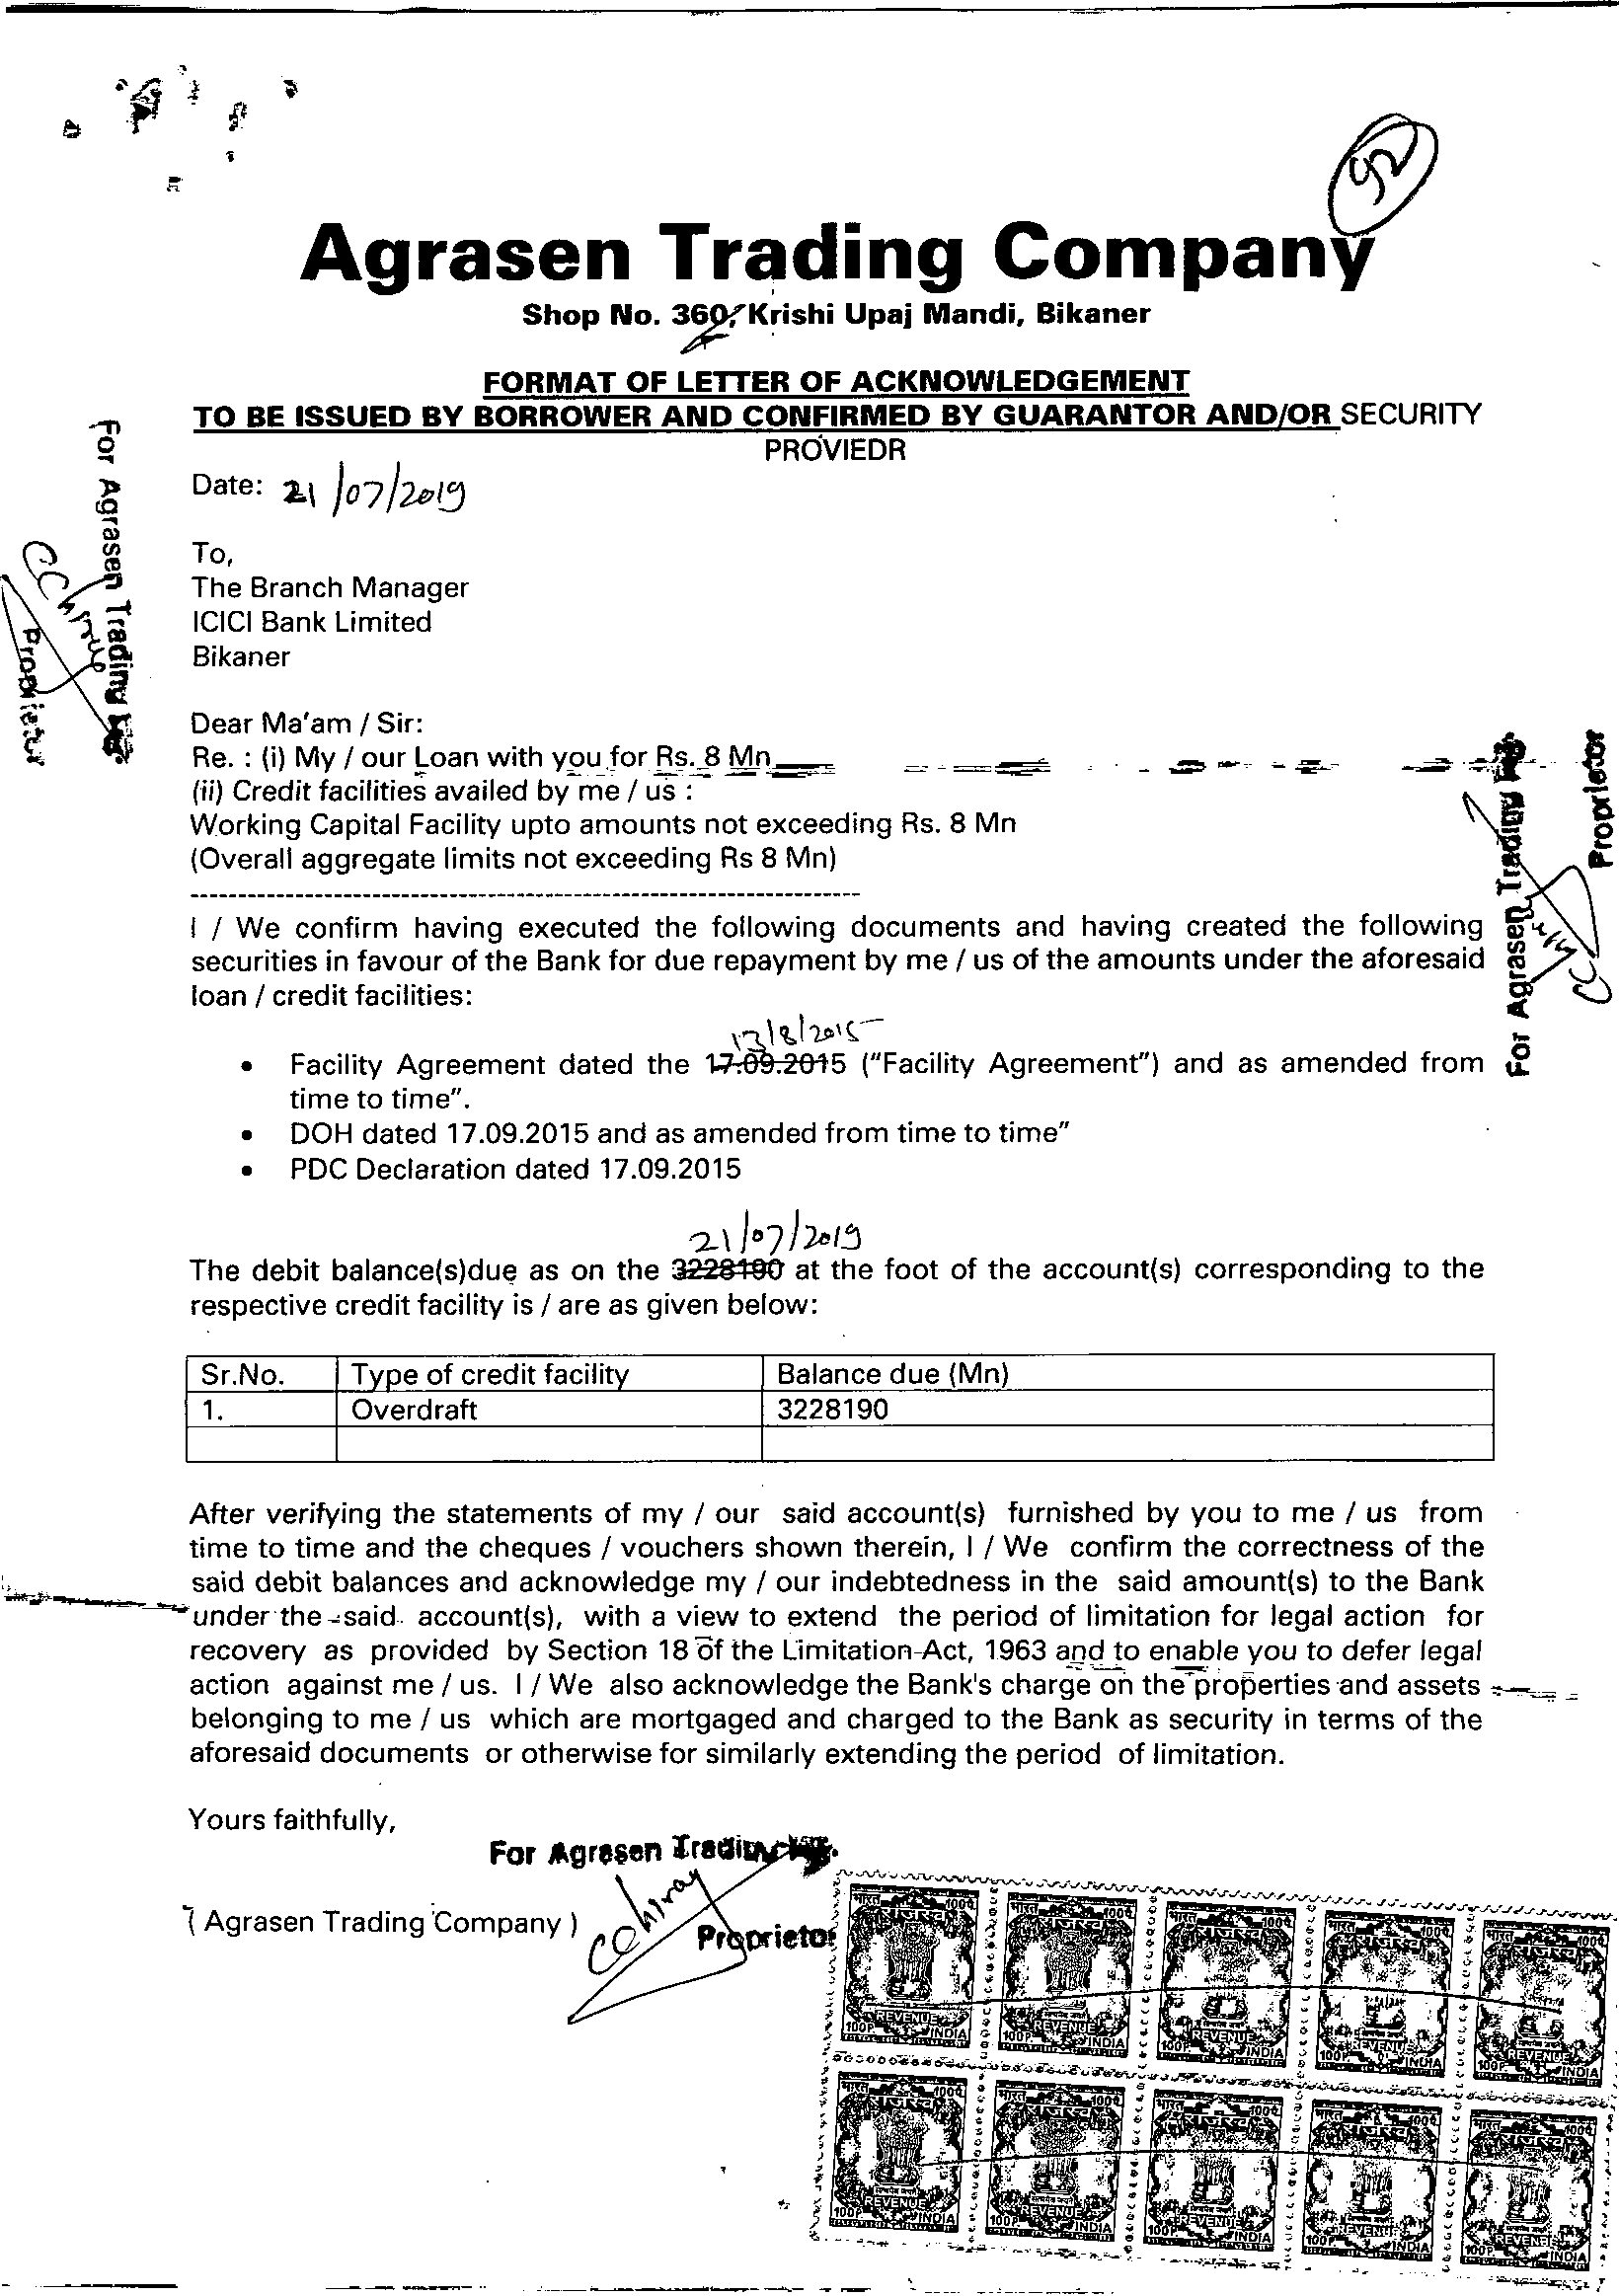 92
Agrasen Trading Company
Shop No. 360, Krishi Upaj Mandi, Bikaner
FORMAT OF LETTER OF ACKNOWLEDGEMENT
TO BE ISSUED BY BORROWER AND CONFIRMED BY GUARANTOR AND/OR SECURITY
PROVIEDR
Date: 21/07/2019
For Agrasen Trading
Proprietor
To,
The Branch Manager
ICICI Bank Limited
Bikaner
Dear Ma'am / Sir:
Re. : (i) My / our Loan with you for Rs. 8 Mn
(ii) Credit facilities availed by me / us :
Working Capital Facility upto amounts not exceeding Rs. 8 Mn
(Overall aggregate limits not exceeding Rs 8 Mn)
For Agrasen Trading
Proprietor
I / We confirm having executed the following documents and having created the following
securities in favour of the Bank for due repayment by me / us of the amounts under the aforesaid
loan / credit facilities:
13/8/2015
• Facility Agreement dated the 17.09.2015 ("Facility Agreement") and as amended from
time to time".
• DOH dated 17.09.2015 and as amended from time to time"
• PDC Declaration dated 17.09.2015
21/07/2019
The debit balance(s)due as on the 3228190 at the foot of the account(s) corresponding to the
respective credit facility is / are as given below:
Sr.No. Type of credit facility Balance due (Mn)
1. Overdraft 3228190
After verifying the statements of my / our said account(s) furnished by you to me / us from
time to time and the cheques / vouchers shown therein, I / We confirm the correctness of the
said debit balances and acknowledge my / our indebtedness in the said amount(s) to the Bank
under the said account(s), with a view to extend the period of limitation for legal action for
recovery as provided by Section 18 of the Limitation Act, 1963 and to enable you to defer legal
action against me / us. I / We also acknowledge the Bank's charge on the properties and assets
belonging to me / us which are mortgaged and charged to the Bank as security in terms of the
aforesaid documents or otherwise for similarly extending the period of limitation.
Yours faithfully,
For Agrasen Trading
( Agrasen Trading Company )
Proprietor
भारत
REVENUE
100P. INDIA